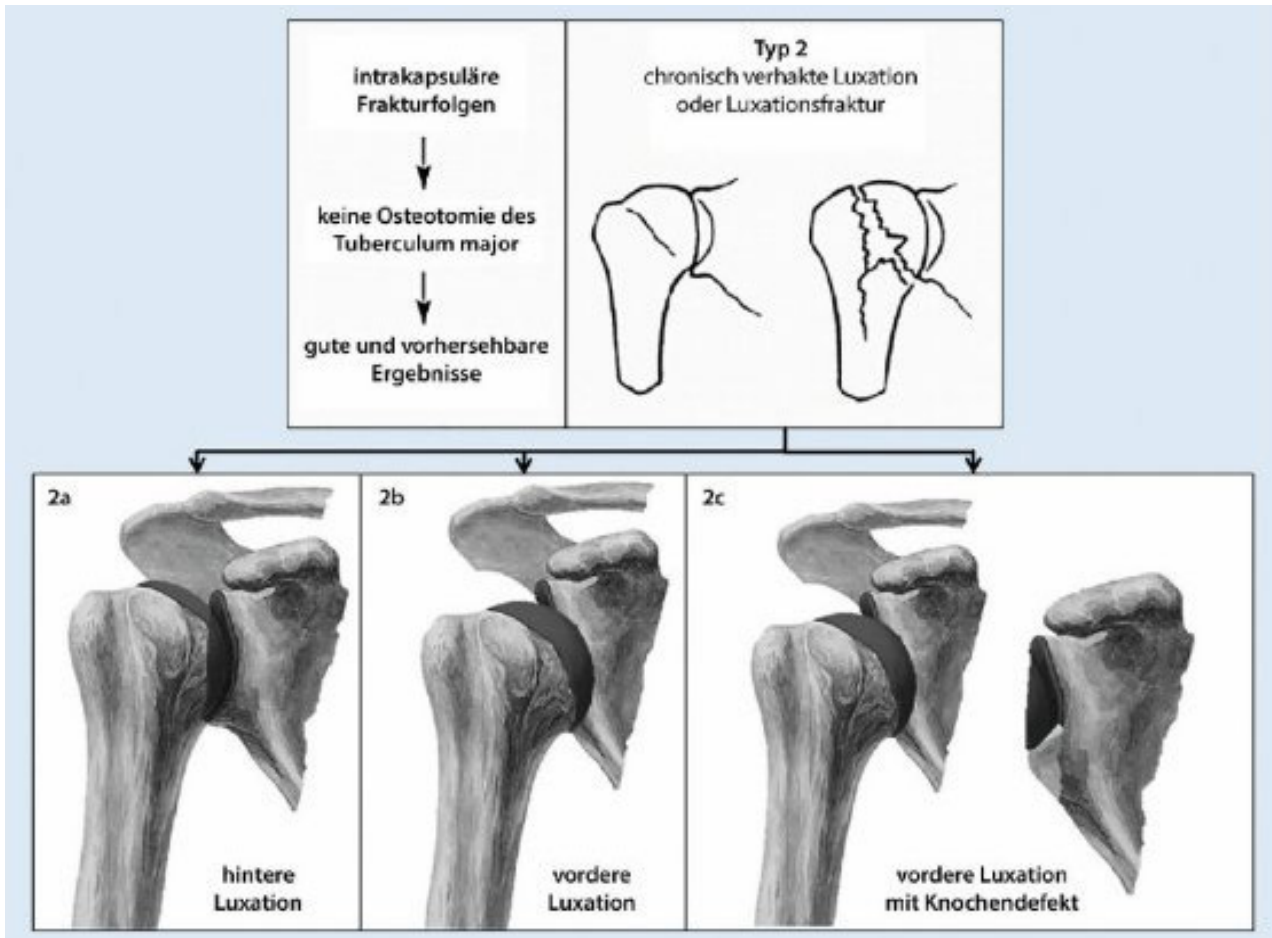 intrakapsuläre
Frakturfolgen
keine Osteotomie des
Tuberculum major
gute und vorhersehbare
Ergebnisse
Typ 2
chronisch verhakte Luxation
oder Luxationsfraktur
2a
hintere
Luxation
2b
vordere
Luxation
2c
vordere Luxation
mit Knochendefekt